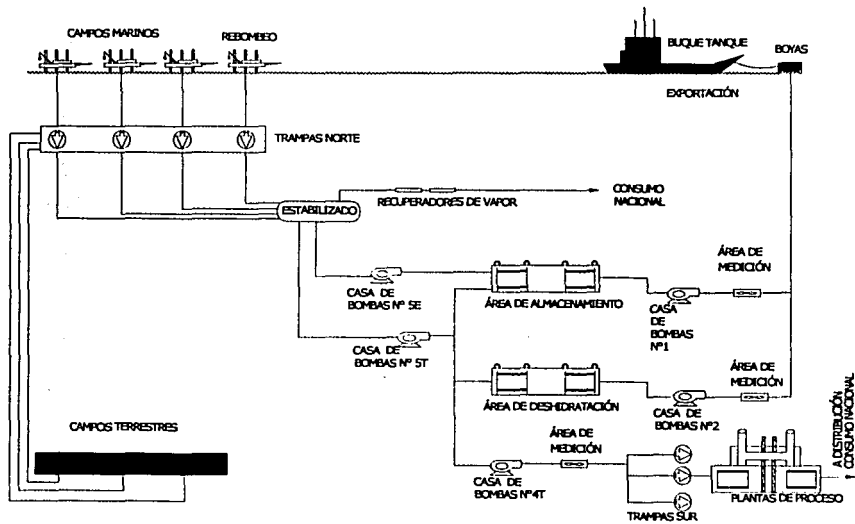 CAMPOS MARINOS
REBOMBEO
BUQUE TANQUE
BOYAS
EXPORTACIÓN
TRAMPAS NORTE
ESTABILIZADO
RECUPERADORES DE VAPOR
CONSUMO
NACIONAL
ÁREA DE
MEDICIÓN
CASA DE
BOMBAS Nº 5E
ÁREA DE ALMACENAMIENTO
CASA
DE
BOMBAS
Nº1
CASA DE
BOMBAS Nº 5T
ÁREA DE
MEDICIÓN
ÁREA DE DESHIDRATACIÓN
CASA DE
BOMBAS Nº2
CAMPOS TERRESTRES
ÁREA DE
MEDICIÓN
CASA DE
BOMBAS Nº4T
TRAMPAS SUR
PLANTAS DE PROCESO
A DISTRIBUCIÓN
CONSUMO NACIONAL